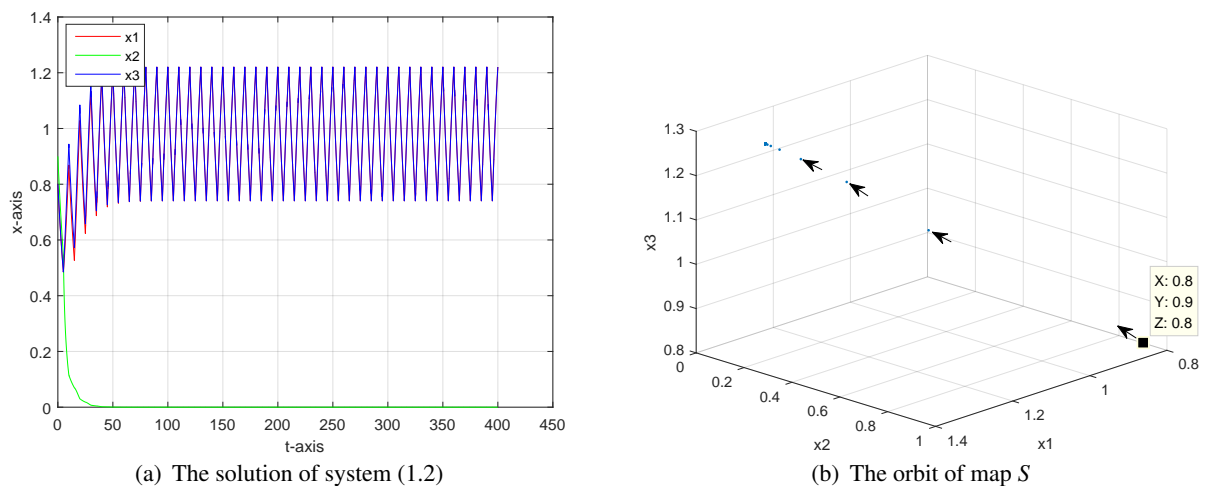 1.4
1.2
1
0.8
0.6
0.4
0.2
0
x-axis
x1
x2
x3
0 50 100 150 200 250 300 350 400 450
t-axis
(a) The solution of system (1.2)
1.3
1.2
1.1
1
0.9
0.8
x3
0 0.2 0.4 0.6 0.8 1
x2
1.4 1.2 1 0.8
x1
X: 0.8
Y: 0.9
Z: 0.8
(b) The orbit of map S